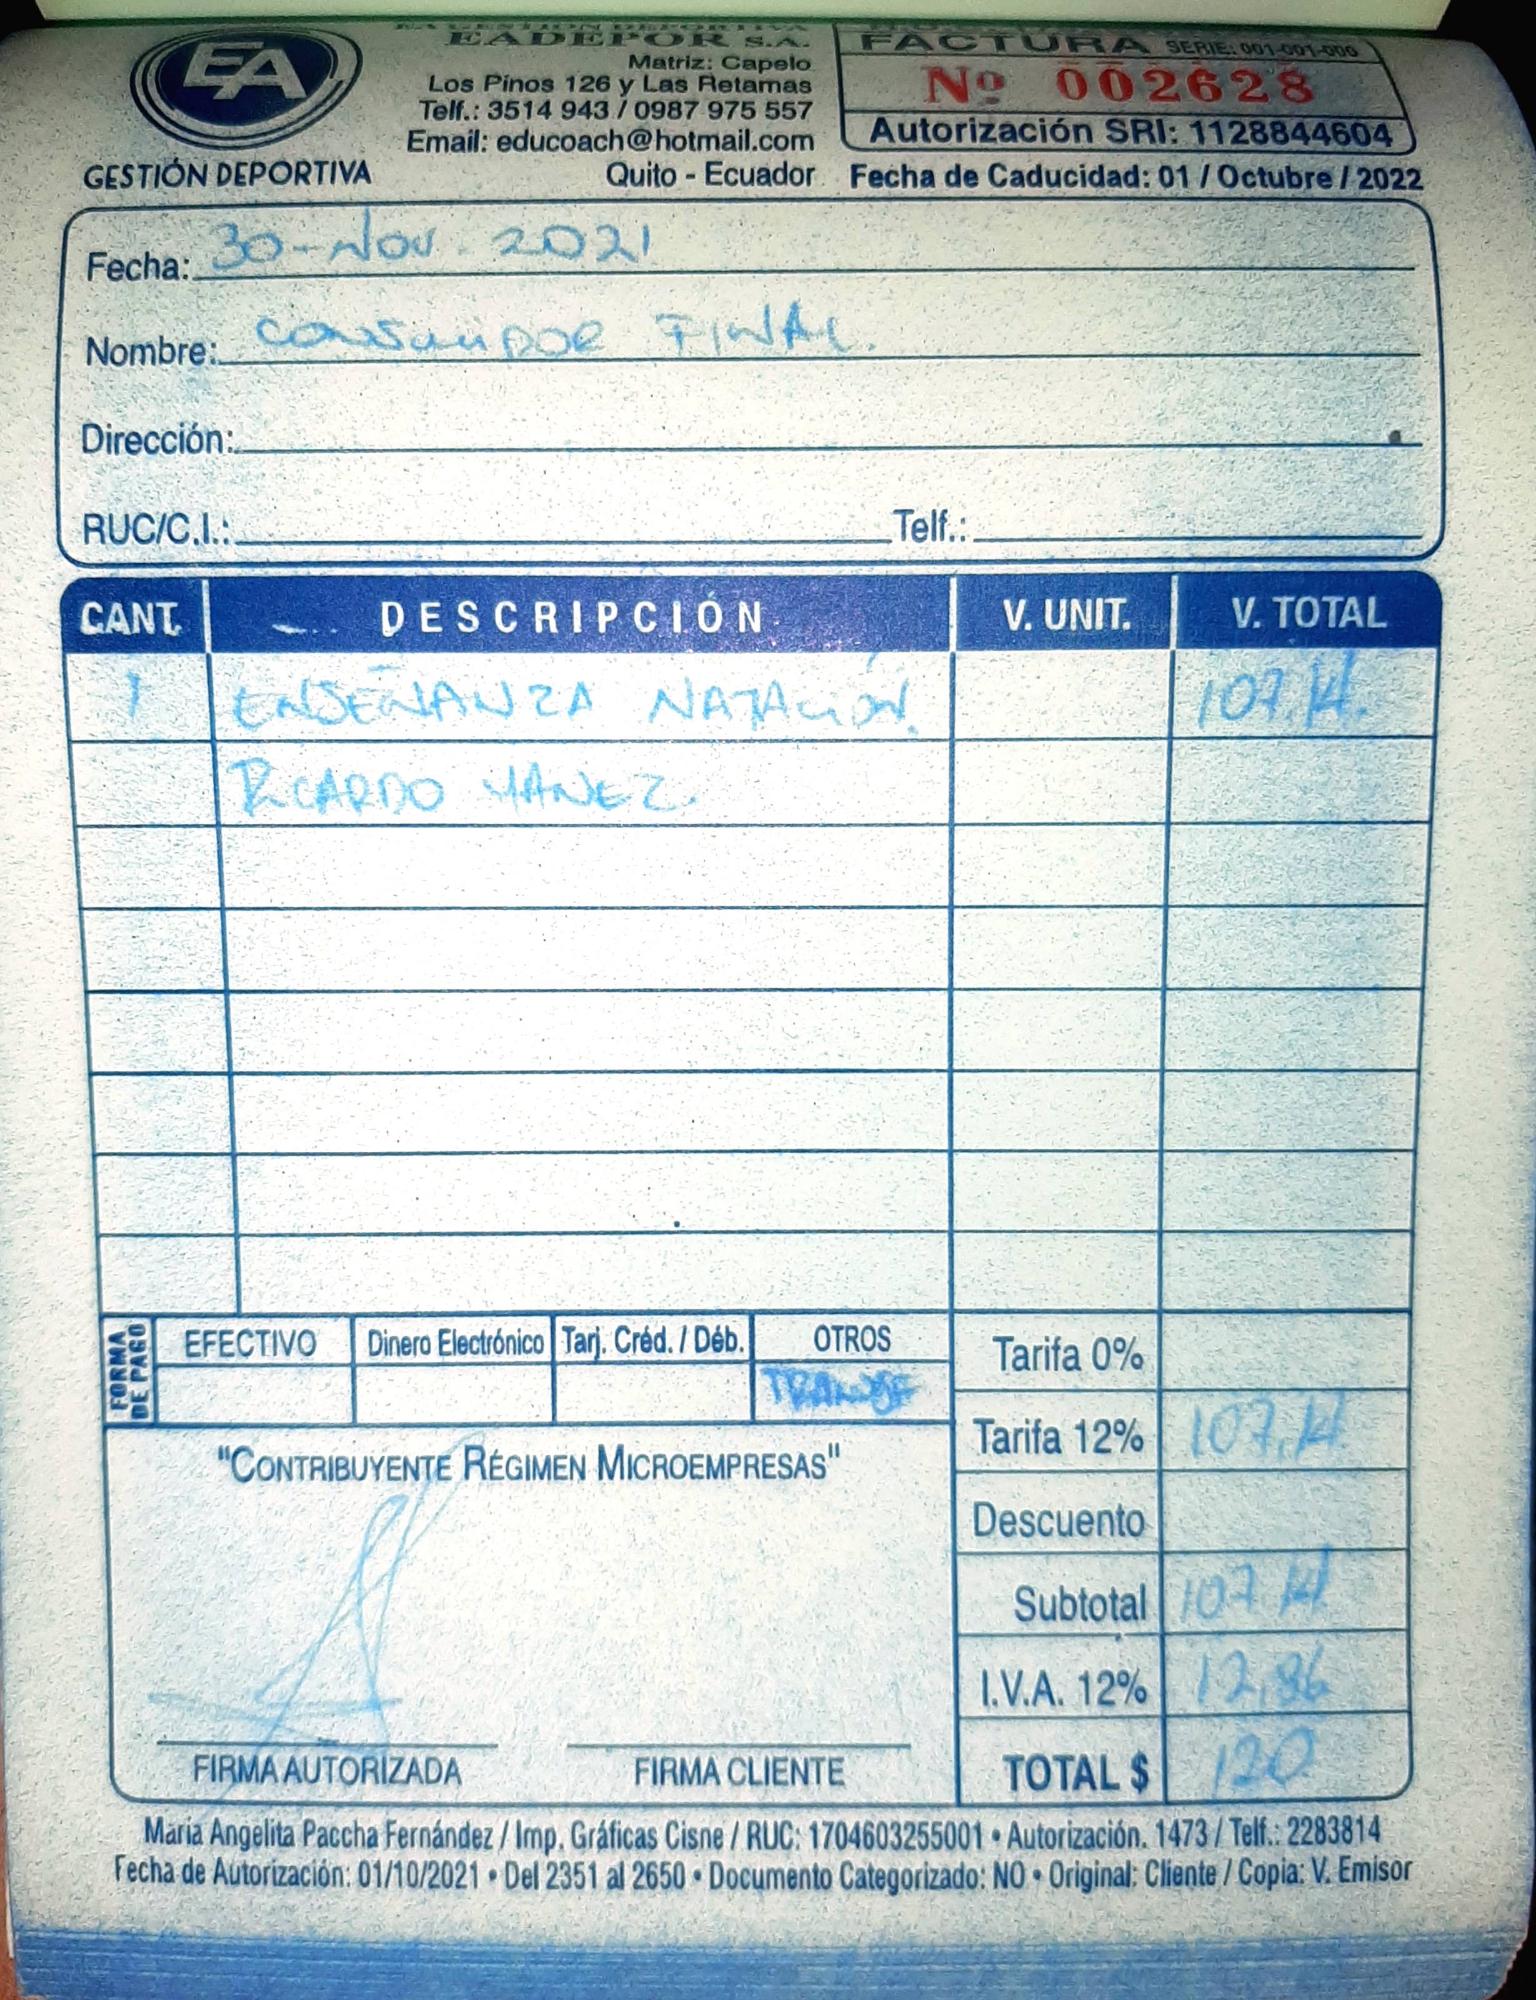 EA
GESTIÓN DEPORTIVA
EA GESTIÓN DEPORTIVA
EADEPOR S.A.
Matriz: Capelo
Los Pinos 126 y Las Retamas
Telf.: 3514 943 / 0987 975 557
Email: educoach@hotmail.com
Quito - Ecuador
FACTURA SERIE: 001-001-000
Nº 002628
Autorización SRI: 1128844604
Fecha de Caducidad: 01 / Octubre / 2022
Fecha: 30-Nov. 2021
Nombre: CONSUMIDOR FINAL.
Dirección:
RUC/C.I.: Telf.:
CANT. DESCRIPCIÓN V. UNIT. V. TOTAL
1 ENSEÑANZA NATACIÓN. 107.14.
RICARDO YANEZ.
FORMA DE PAGO
EFECTIVO Dinero Electrónico Tarj. Créd. / Déb. OTROS
TRANSF
Tarifa 0%
Tarifa 12% 107.14
Descuento
Subtotal 107.14
I.V.A. 12% 12,86
TOTAL $ 120
"CONTRIBUYENTE RÉGIMEN MICROEMPRESAS"
FIRMA AUTORIZADA FIRMA CLIENTE
María Angelita Paccha Fernández / Imp. Gráficas Cisne / RUC: 1704603255001 • Autorización. 1473 / Telf.: 2283814
Fecha de Autorización: 01/10/2021 • Del 2351 al 2650 • Documento Categorizado: NO • Original: Cliente / Copia: V. Emisor